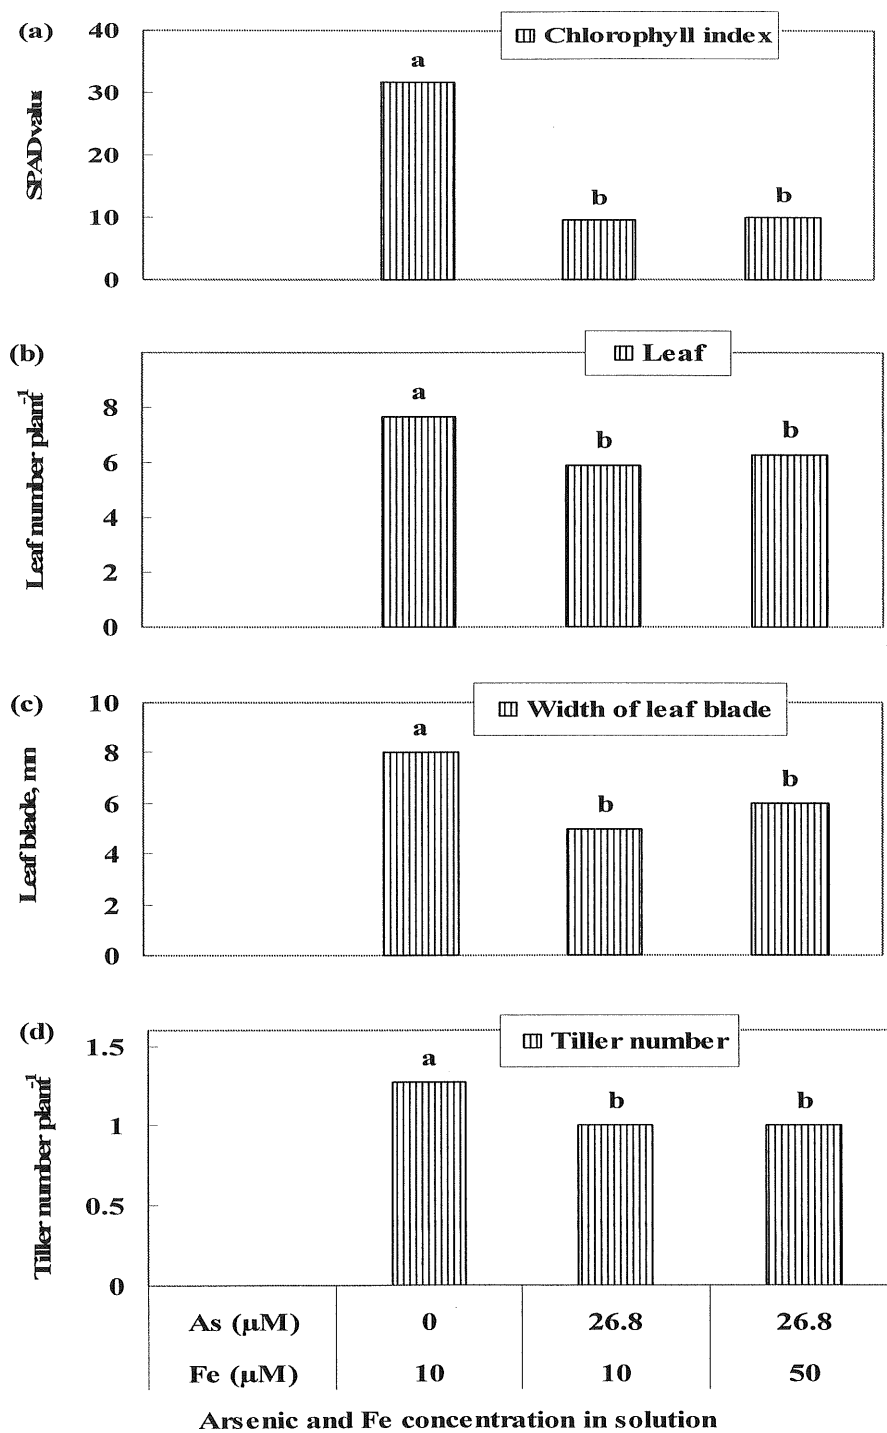 (a)
Chlorophyll index
40
30
20
10
0
SPAD value
a
b
b
(b)
Leaf
8
6
4
2
0
Leaf number plant-1
a
b
b
(c)
Width of leaf blade
10
8
6
4
2
0
Leaf blade, mn
a
b
b
(d)
Tiller number
1.5
1
0.5
0
Tiller number plant-1
a
b
b
As (µM) 0 26.8 26.8
Fe (µM) 10 10 50
Arsenic and Fe concentration in solution